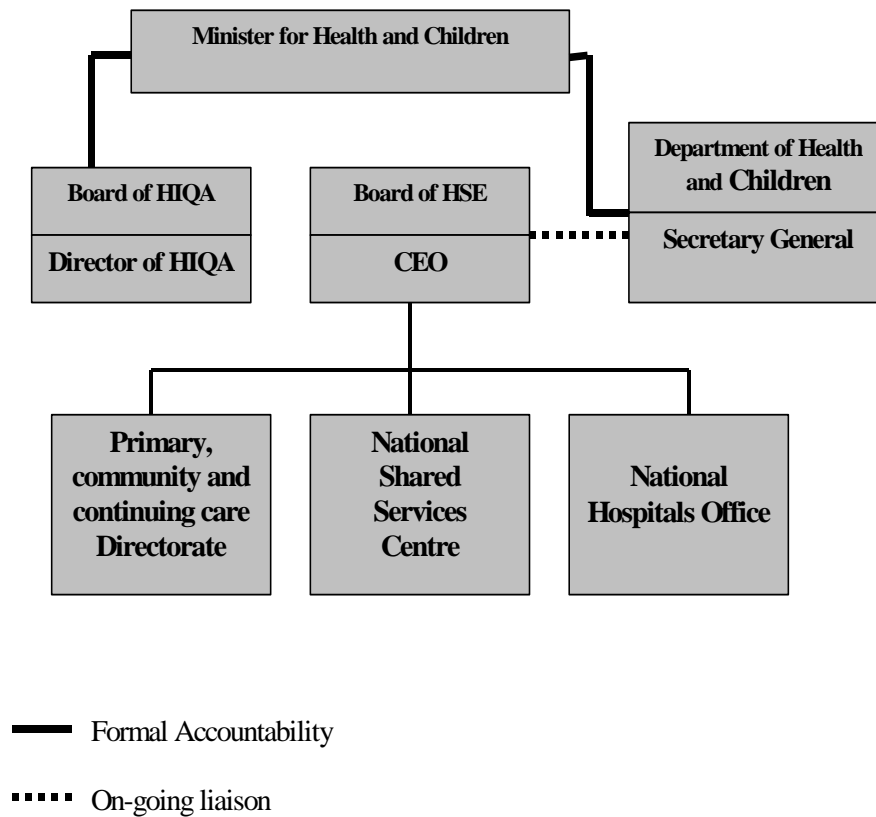 Minister for Health and Children
Department of Health
and Children
Board of HIQA
Board of HSE
Secretary General
Director of HIQA
CEO
Primary,
community and
continuing care
Directorate
National
Shared
Services
Centre
National
Hospitals Office
Formal Accountability
On-going liaison